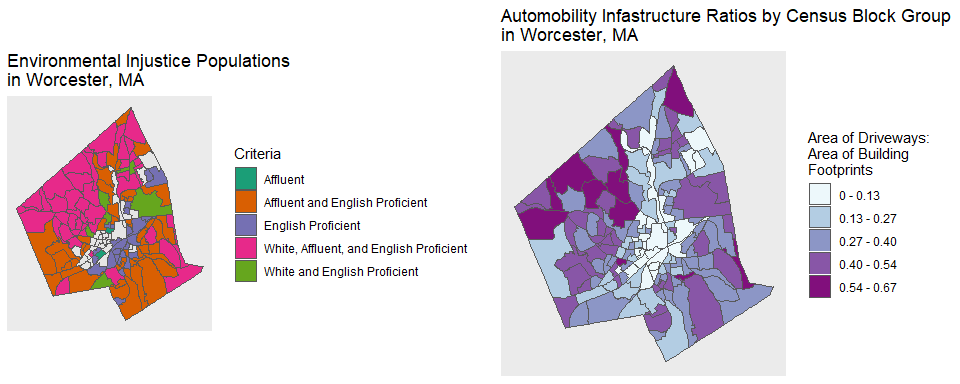 Environmental Injustice Populations
in Worcester, MA
Criteria
Affluent
Affluent and English Proficient
English Proficient
White, Affluent, and English Proficient
White and English Proficient
Automobility Infastructure Ratios by Census Block Group
in Worcester, MA
Area of Driveways:
Area of Building
Footprints
0 - 0.13
0.13 - 0.27
0.27 - 0.40
0.40 - 0.54
0.54 - 0.67